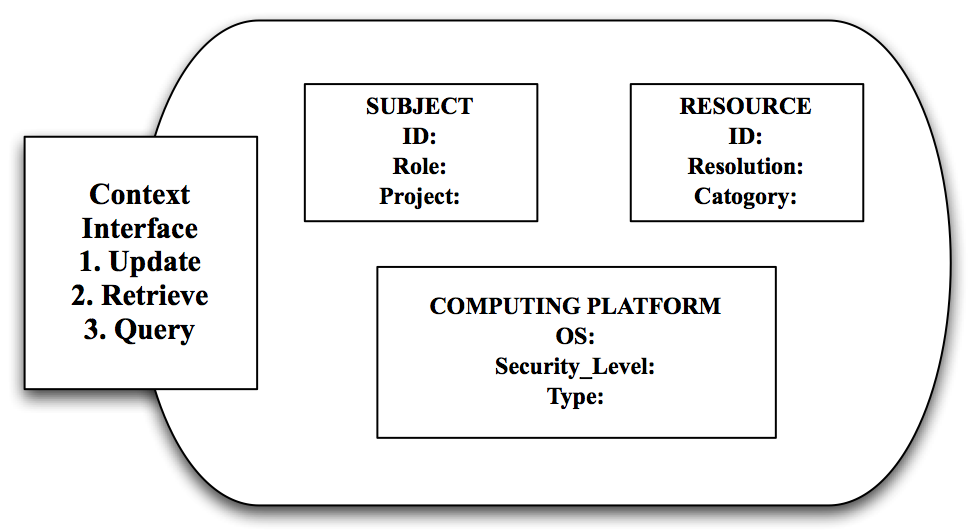 Context
Interface
1. Update
2. Retrieve
3. Query
SUBJECT
ID:
Role:
Project:
RESOURCE
ID:
Resolution:
Catogory:
COMPUTING PLATFORM
OS:
Security_Level:
Type: